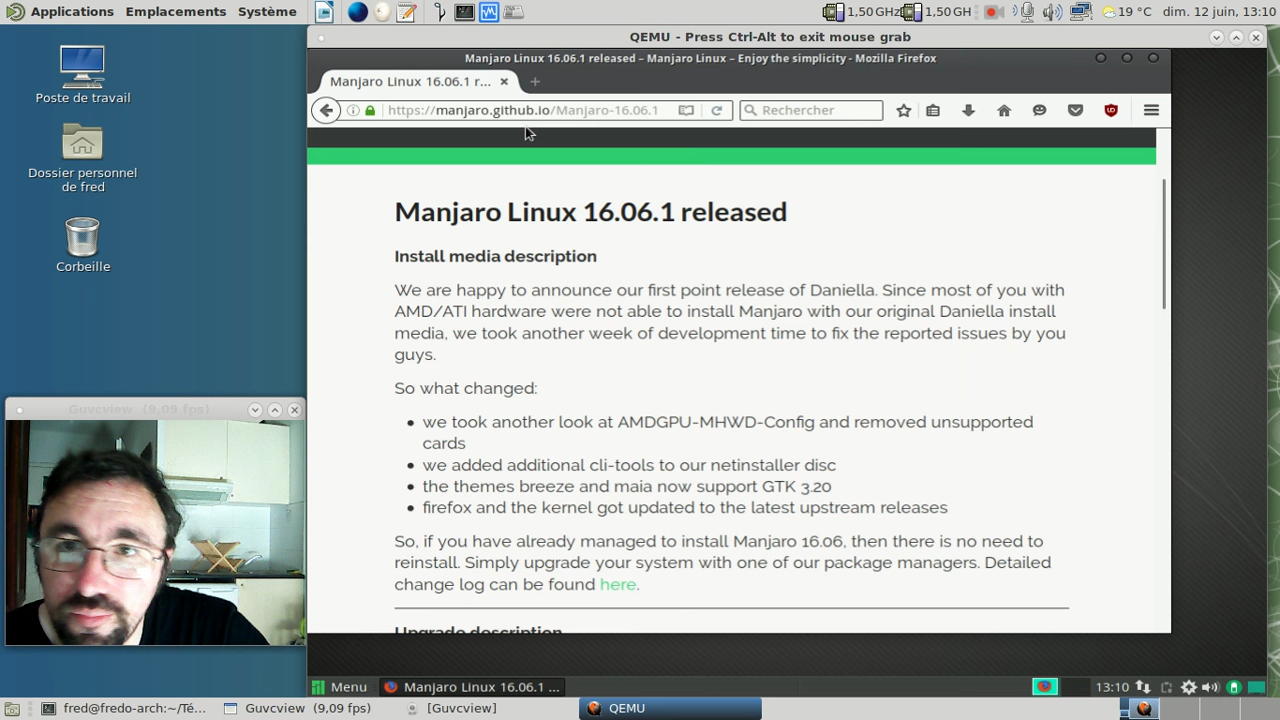 Applications Emplacements Système 1,50 GHz 1,50 GH 19 °C dim. 12 juin, 13:10
QEMU - Press Ctrl-Alt to exit mouse grab
Manjaro Linux 16.06.1 released – Manjaro Linux – Enjoy the simplicity - Mozilla Firefox
Manjaro Linux 16.06.1 r...
https://manjaro.github.io/Manjaro-16.06.1
Rechercher
Poste de travail
Dossier personnel
de fred
Corbeille
Manjaro Linux 16.06.1 released
Install media description
We are happy to announce our first point release of Daniella. Since most of you with
AMD/ATI hardware were not able to install Manjaro with our original Daniella install
media, we took another week of development time to fix the reported issues by you
guys.
So what changed:
• we took another look at AMDGPU-MHWD-Config and removed unsupported
cards
• we added additional cli-tools to our netinstaller disc
• the themes breeze and maia now support GTK 3.20
• firefox and the kernel got updated to the latest upstream releases
So, if you have already managed to install Manjaro 16.06, then there is no need to
reinstall. Simply upgrade your system with one of our package managers. Detailed
change log can be found here.
Upgrade description
Guvcview (9,09 fps)
Menu Manjaro Linux 16.06.1 ... 13:10
fred@fredo-arch:~/Té... Guvcview (9,09 fps) [Guvcview] QEMU